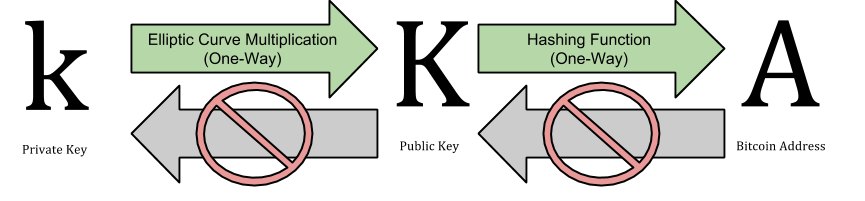 k
Elliptic Curve Multiplication
(One-Way)
K
Hashing Function
(One-Way)
A
Private Key
Public Key
Bitcoin Address